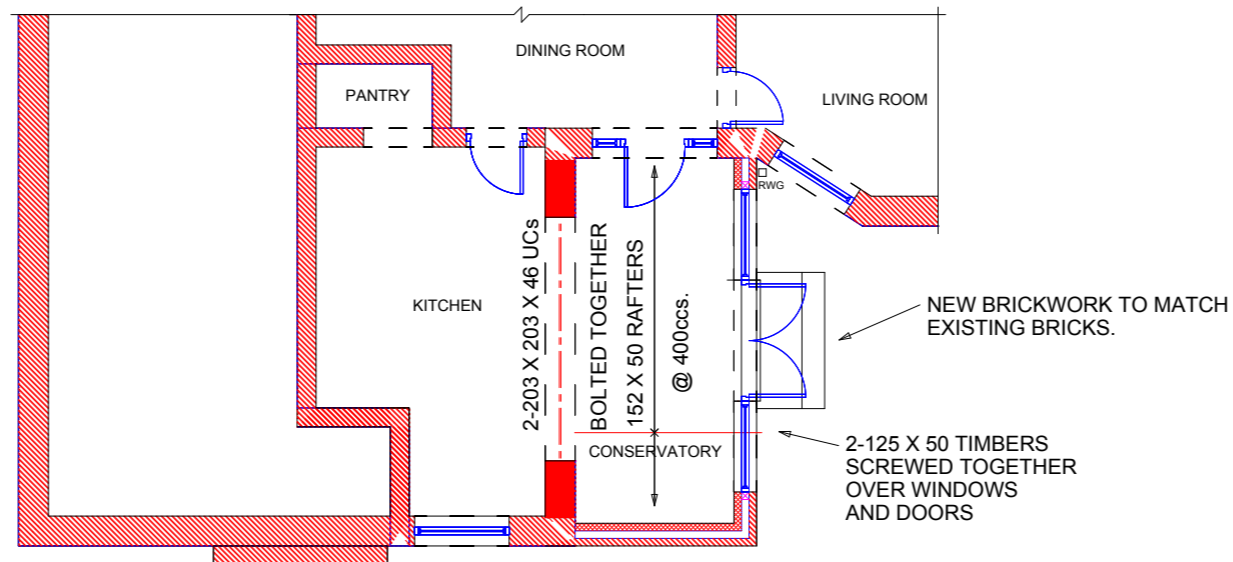 DINING ROOM
PANTRY
LIVING ROOM
RWG
KITCHEN
2-203 X 203 X 46 UCs
BOLTED TOGETHER
152 X 50 RAFTERS
@ 400ccs.
NEW BRICKWORK TO MATCH
EXISTING BRICKS.
CONSERVATORY
2-125 X 50 TIMBERS
SCREWED TOGETHER
OVER WINDOWS
AND DOORS